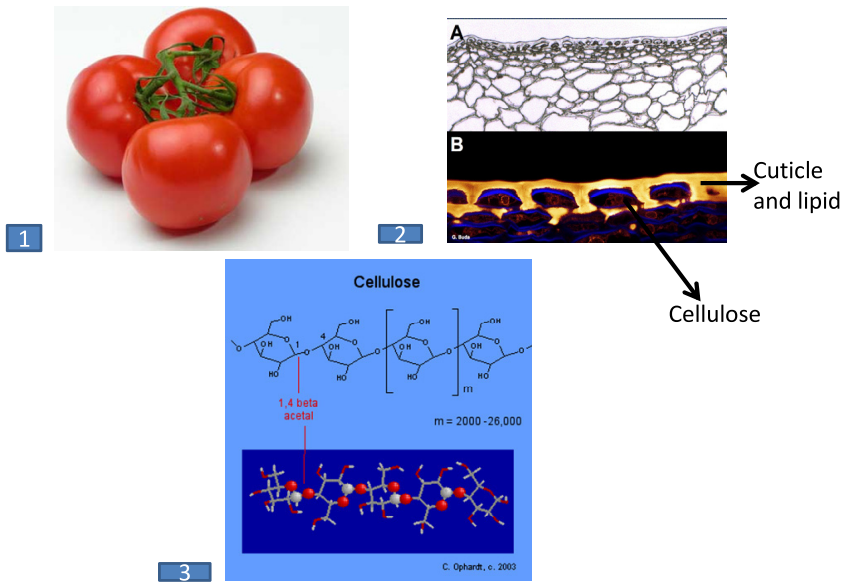 1
A
B
G. Buda
2
Cuticle
and lipid
Cellulose
Cellulose
OH
OH
OH
OH
O
O
O
O
O
1
4
OH
O
OH
O
OH
O
OH
O
HO
HO
HO
HO
m
1,4 beta
acetal
m = 2000 -26,000
C. Ophardt, c. 2003
3